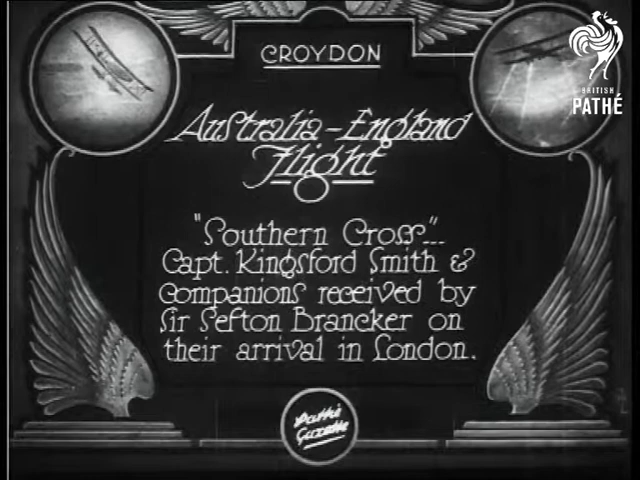 CROYDON
BRITISH
PATHÉ
Australia-England
Flight
"Southern Cross"...
Capt. Kingsford Smith &
Companions received by
Sir Sefton Brancker on
their arrival in London.
Pathé
Gazette